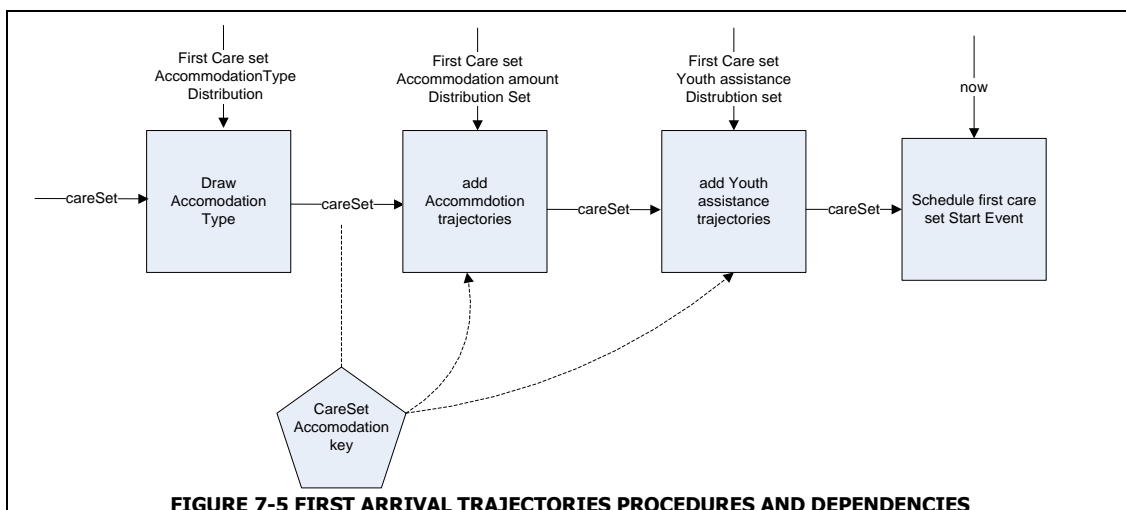 First Care set
AccommodationType
Distribution
First Care set
Accommodation amount
Distribution Set
First Care set
Youth assistance
Distrubtion set
now
careSet
Draw
Accomodation
Type
careSet
add
Accommdotion
trajectories
careSet
add Youth
assistance
trajectories
careSet
Schedule first care
set Start Event
CareSet
Accomodation
key
FIGURE 7-5 FIRST ARRIVAL TRAJECTORIES PROCEDURES AND DEPENDENCIES